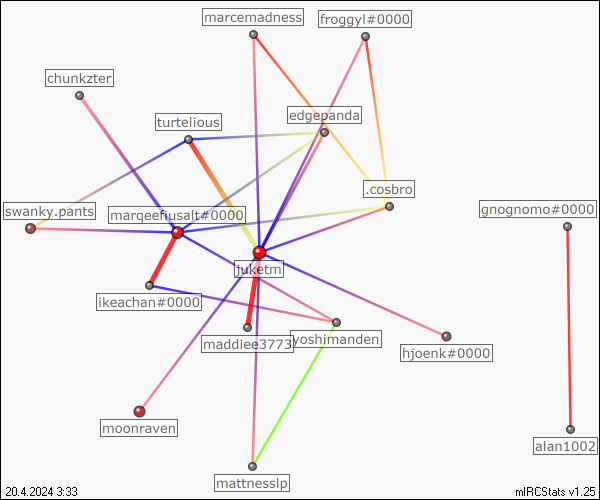 marcemadness
froggyl#0000
chunkzter
edgepanda
turtelious
.cosbro
swanky.pants
marqeefiusalt#0000
gnognomo#0000
juketm
ikeachan#0000
maddiee3773
yoshimanden
hjoenk#0000
moonraven
alan1002
mattnesslp
20.4.2024 3:33
mIRCStats v1.25